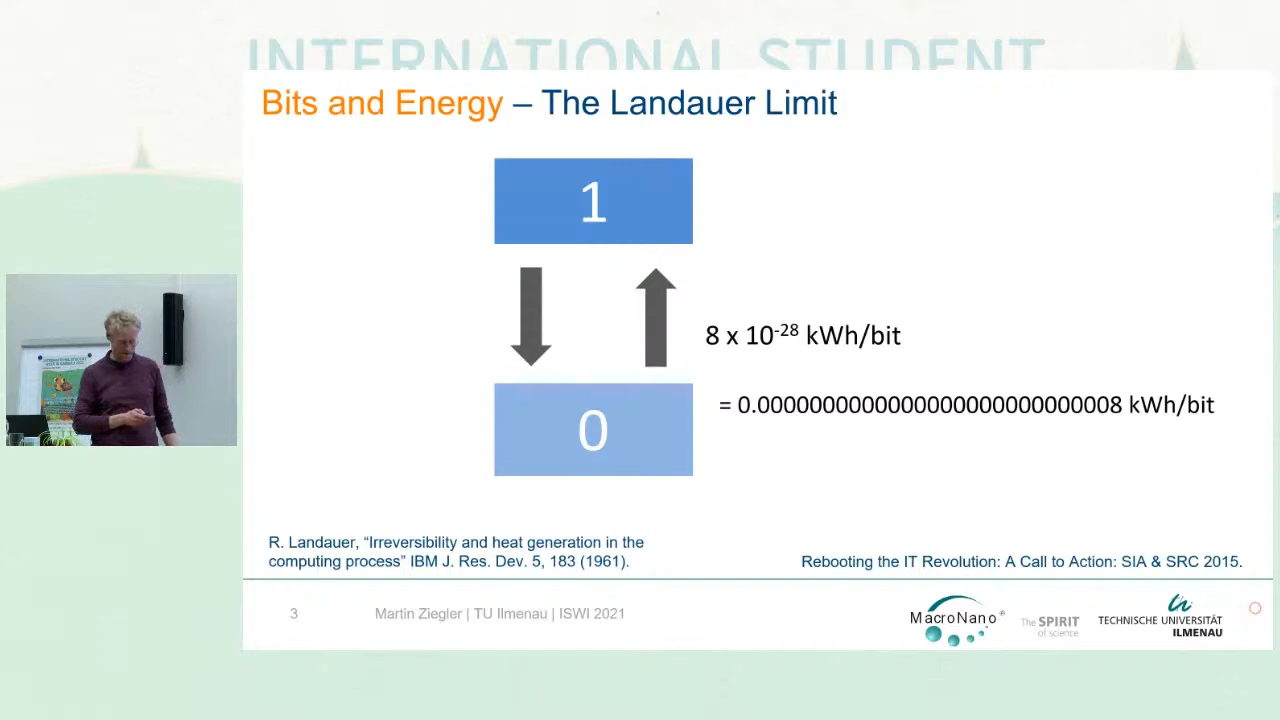 INTERNATIONAL STUDENT
Bits and Energy – The Landauer Limit
1
8 x 10⁻²⁸ kWh/bit
= 0.0000000000000000000000000008 kWh/bit
0
R. Landauer, “Irreversibility and heat generation in the
computing process” IBM J. Res. Dev. 5, 183 (1961).
Rebooting the IT Revolution: A Call to Action: SIA & SRC 2015.
3
Martin Ziegler | TU Ilmenau | ISWI 2021
MacroNano®
The SPIRIT
of science
TECHNISCHE UNIVERSITÄT
ILMENAU